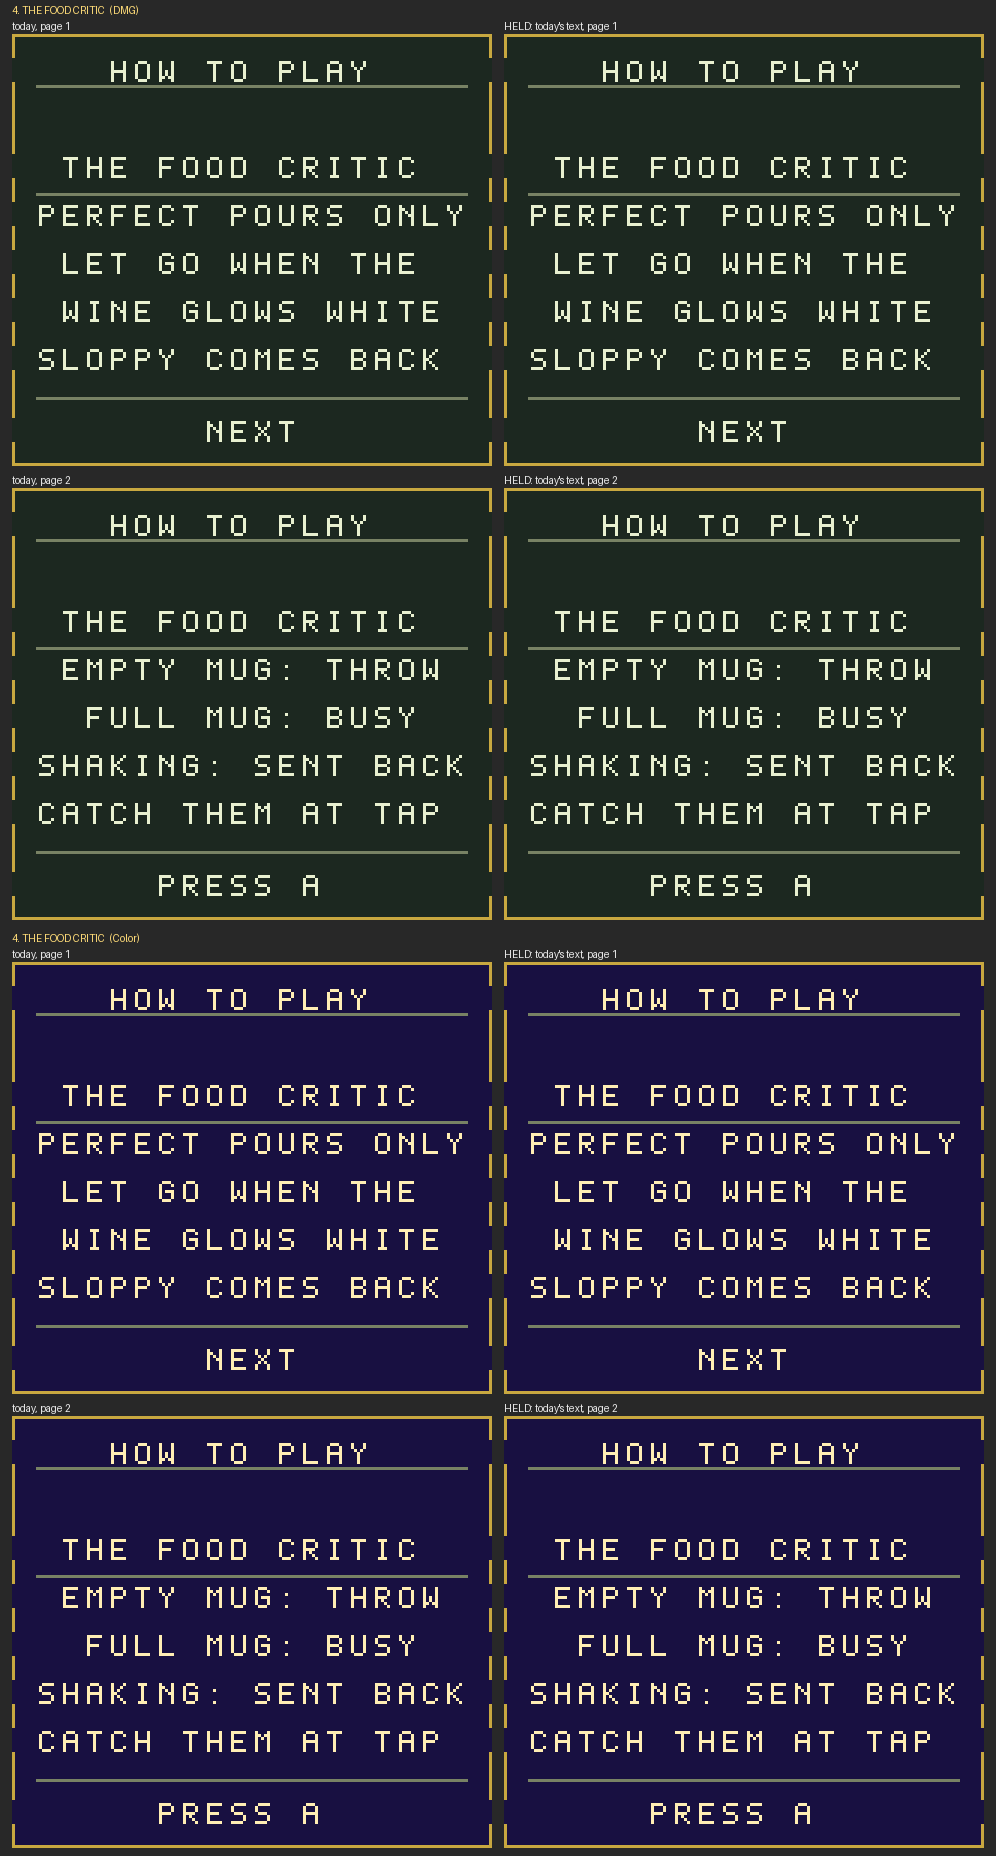 4. THE FOOD CRITIC (DMG)
today, page 1
HOW TO PLAY
THE FOOD CRITIC
PERFECT POURS ONLY
LET GO WHEN THE
WINE GLOWS WHITE
SLOPPY COMES BACK
NEXT
HELD: today's text, page 1
HOW TO PLAY
THE FOOD CRITIC
PERFECT POURS ONLY
LET GO WHEN THE
WINE GLOWS WHITE
SLOPPY COMES BACK
NEXT
today, page 2
HOW TO PLAY
THE FOOD CRITIC
EMPTY MUG: THROW
FULL MUG: BUSY
SHAKING: SENT BACK
CATCH THEM AT TAP
PRESS A
HELD: today's text, page 2
HOW TO PLAY
THE FOOD CRITIC
EMPTY MUG: THROW
FULL MUG: BUSY
SHAKING: SENT BACK
CATCH THEM AT TAP
PRESS A
4. THE FOOD CRITIC (Color)
today, page 1
HOW TO PLAY
THE FOOD CRITIC
PERFECT POURS ONLY
LET GO WHEN THE
WINE GLOWS WHITE
SLOPPY COMES BACK
NEXT
HELD: today's text, page 1
HOW TO PLAY
THE FOOD CRITIC
PERFECT POURS ONLY
LET GO WHEN THE
WINE GLOWS WHITE
SLOPPY COMES BACK
NEXT
today, page 2
HOW TO PLAY
THE FOOD CRITIC
EMPTY MUG: THROW
FULL MUG: BUSY
SHAKING: SENT BACK
CATCH THEM AT TAP
PRESS A
HELD: today's text, page 2
HOW TO PLAY
THE FOOD CRITIC
EMPTY MUG: THROW
FULL MUG: BUSY
SHAKING: SENT BACK
CATCH THEM AT TAP
PRESS A